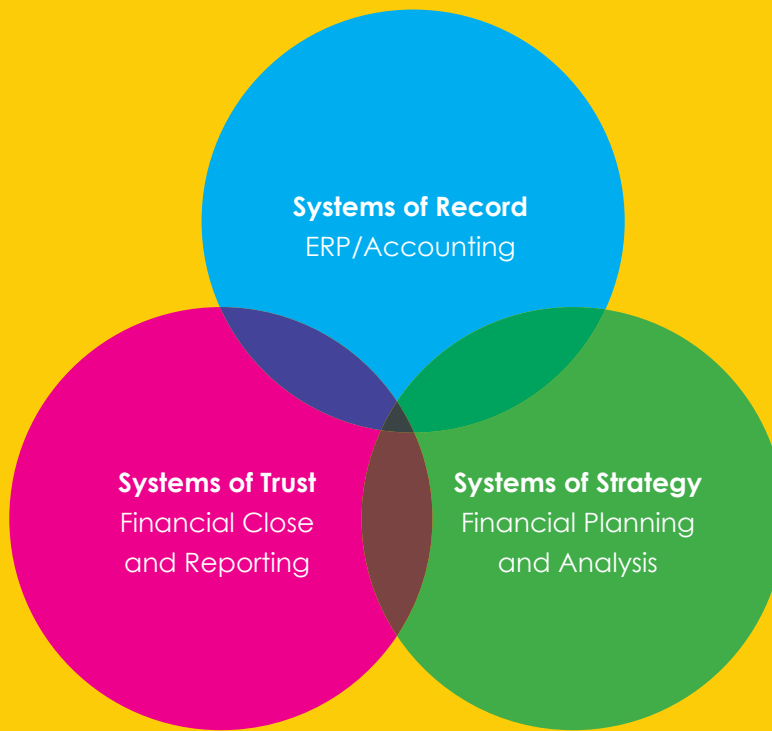 Systems of Record
ERP/Accounting
Systems of Trust
Financial Close
and Reporting
Systems of Strategy
Financial Planning
and Analysis